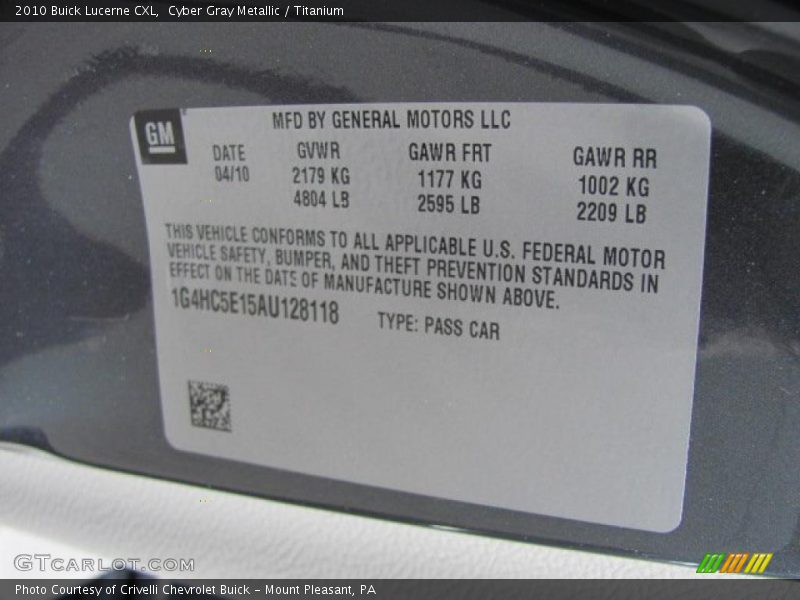 2010 Buick Lucerne CXL,  Cyber Gray Metallic / Titanium
GM
MFD BY GENERAL MOTORS LLC
DATE GVWR GAWR FRT GAWR RR
04/10 2179 KG 1177 KG 1002 KG
4804 LB 2595 LB 2209 LB
THIS VEHICLE CONFORMS TO ALL APPLICABLE U.S. FEDERAL MOTOR
VEHICLE SAFETY, BUMPER, AND THEFT PREVENTION STANDARDS IN
EFFECT ON THE DATE OF MANUFACTURE SHOWN ABOVE.
1G4HC5E15AU128118 TYPE: PASS CAR
GTCARLOT.COM
Photo Courtesy of Crivelli Chevrolet Buick - Mount Pleasant, PA